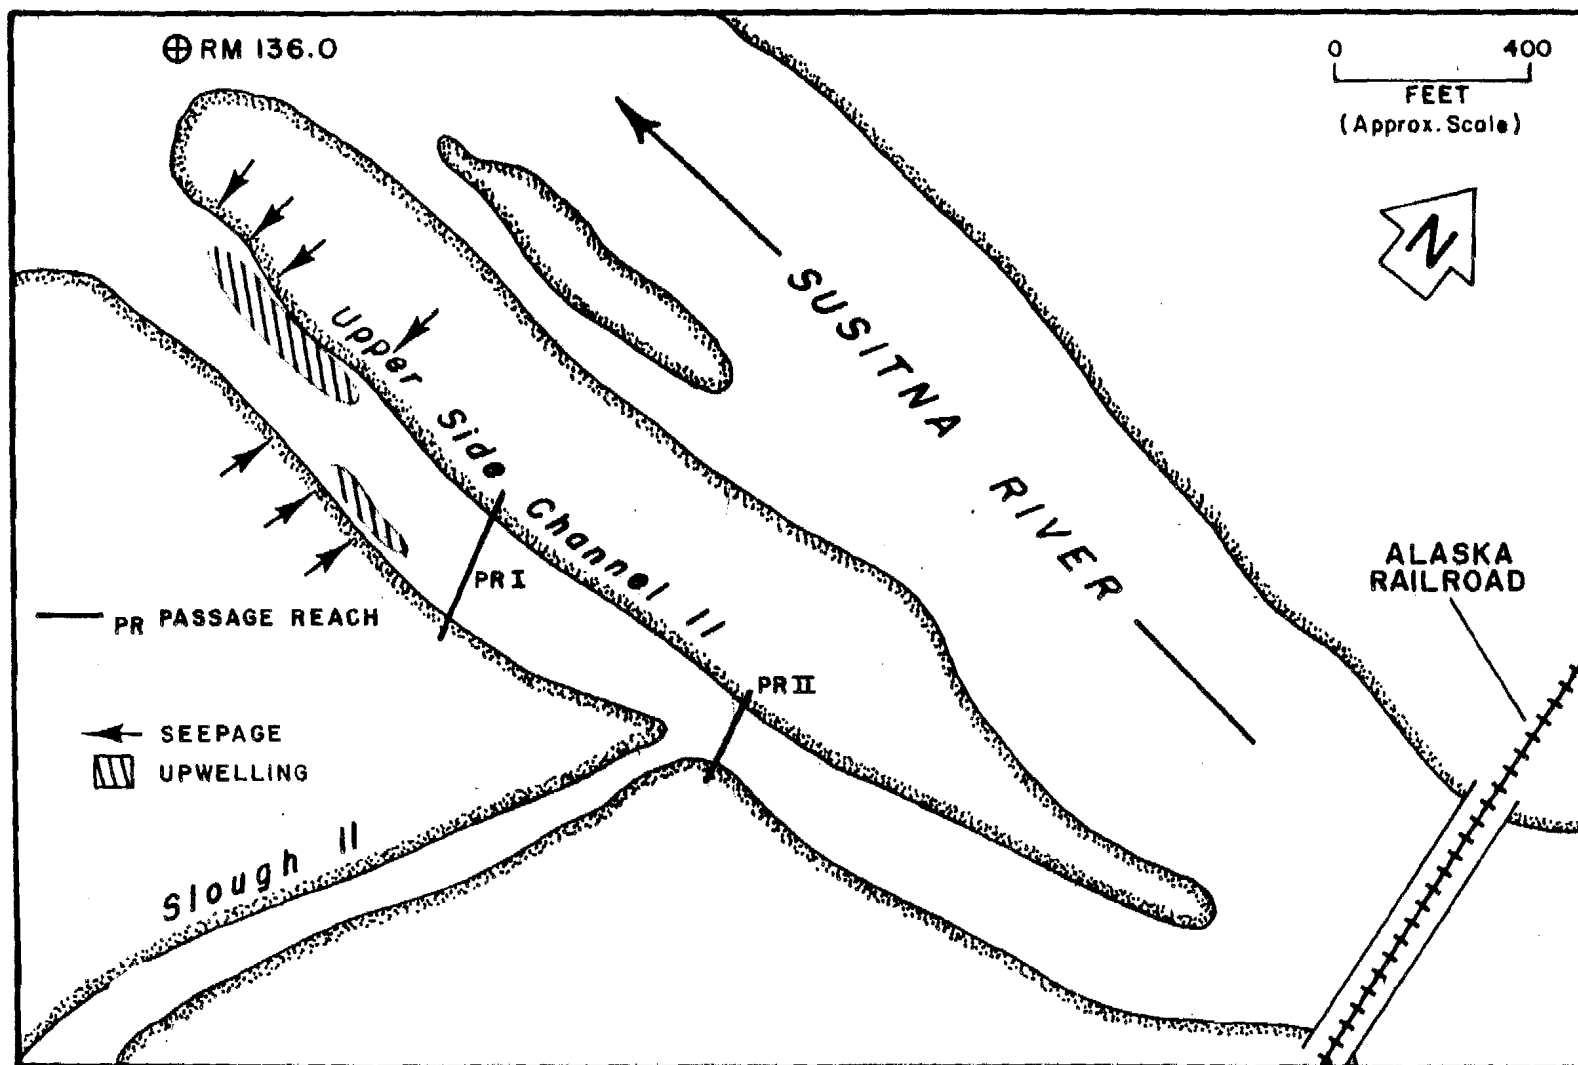 RM 136.0
0 400
FEET
(Approx. Scale)
N
SUSITNA RIVER
Upper Side Channel 11
ALASKA
RAILROAD
PR I
PR PASSAGE REACH
PR II
SEEPAGE
UPWELLING
Slough 11